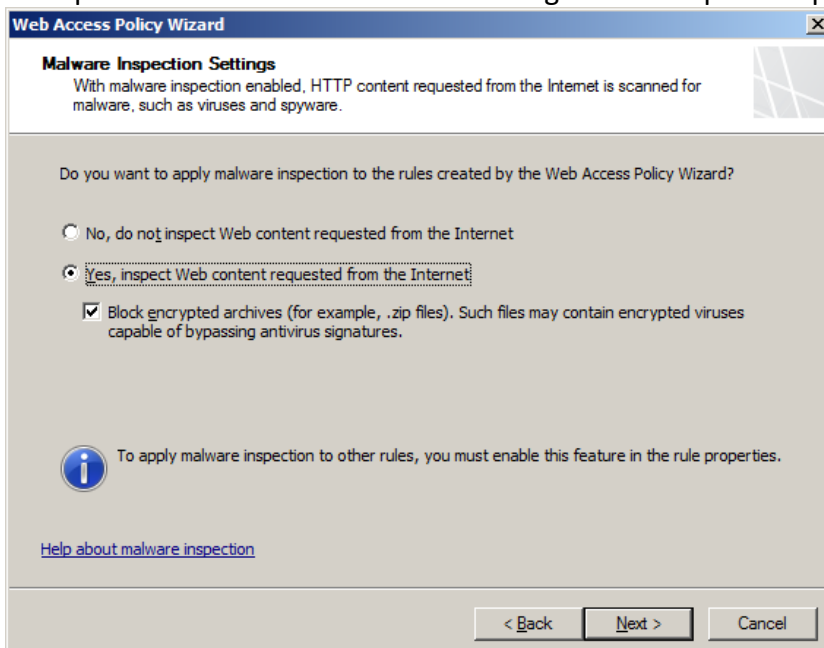 Web Access Policy Wizard
Malware Inspection Settings
With malware inspection enabled, HTTP content requested from the Internet is scanned for
malware, such as viruses and spyware.
Do you want to apply malware inspection to the rules created by the Web Access Policy Wizard?
No, do not inspect Web content requested from the Internet
Yes, inspect Web content requested from the Internet
Block encrypted archives (for example, .zip files). Such files may contain encrypted viruses
capable of bypassing antivirus signatures.
To apply malware inspection to other rules, you must enable this feature in the rule properties.
Help about malware inspection
< Back Next > Cancel